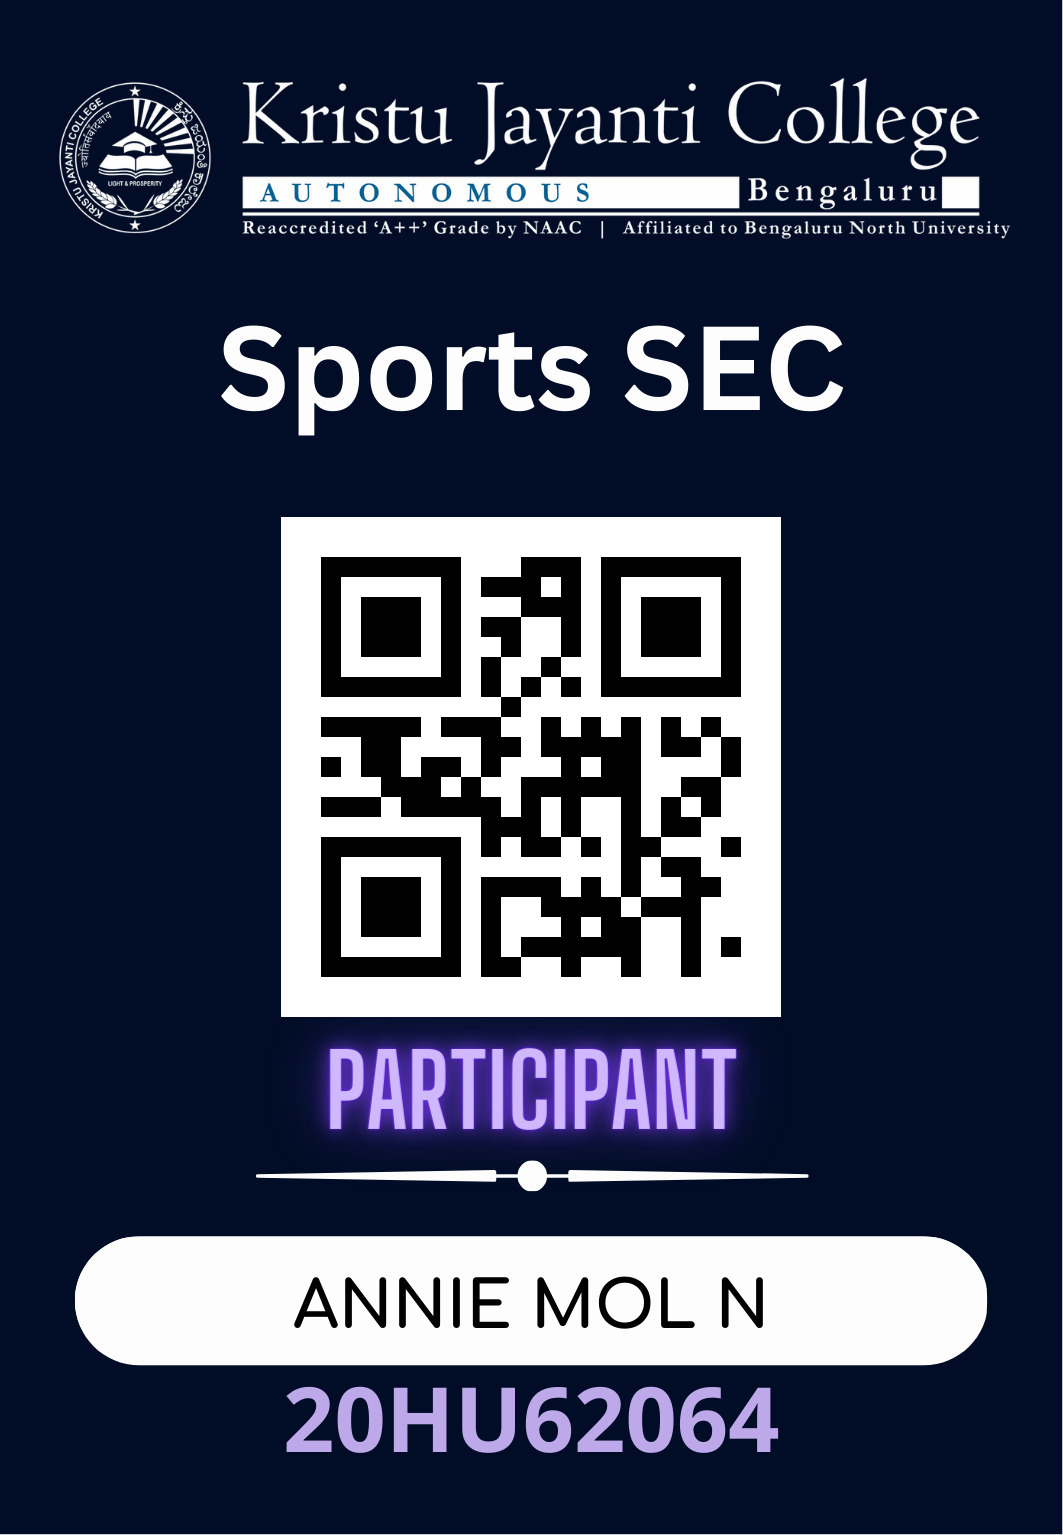 Kristu Jayanti College
AUTONOMOUS Bengaluru
Reaccredited ‘A++’ Grade by NAAC | Affiliated to Bengaluru North University
KRISTU JAYANTI COLLEGE
LIGHT & PROSPERITY
Sports SEC
PARTICIPANT
ANNIE MOL N
20HU62064